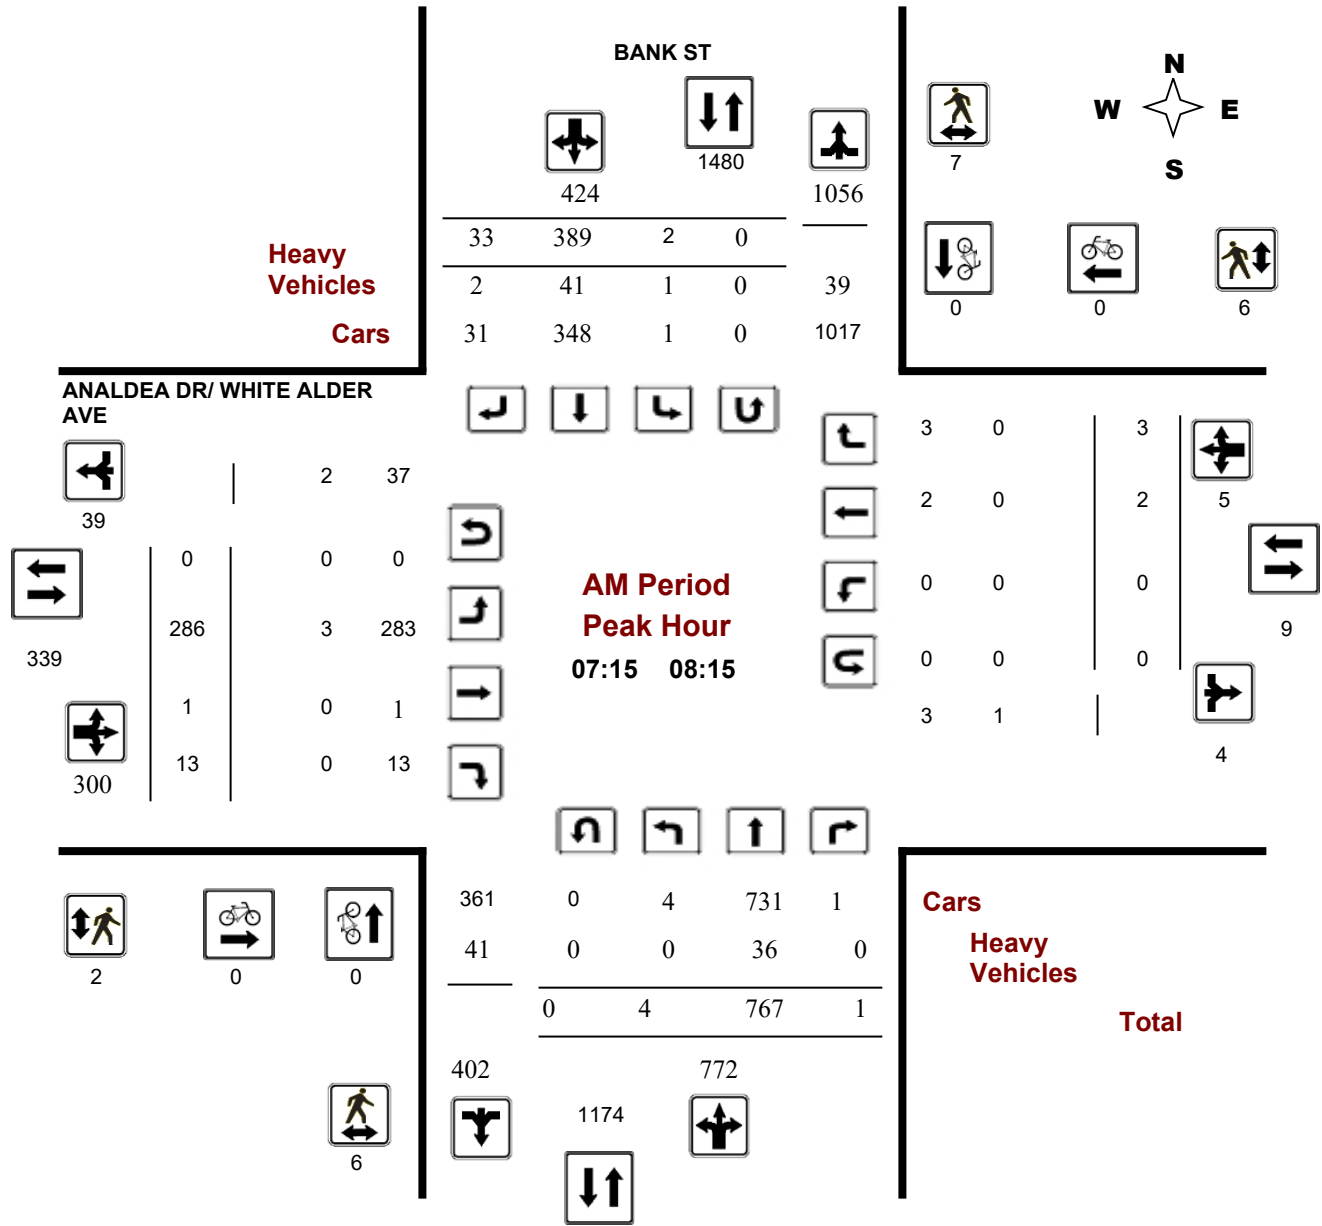 BANK ST
N
W E
S
7
1480
424
1056
33 389 2 0
Heavy
Vehicles
2 41 1 0 39
0 0 6
Cars
31 348 1 0 1017
ANALDEA DR/ WHITE ALDER
AVE
3 0 3
2 37
2 0 2 5
39
0 0 0
AM Period
0 0 0
286 3 283
Peak Hour
9
339
07:15 08:15
0 0 0
1 0 1
3 1
13 0 13
4
300
361 0 4 731 1
Cars
41 0 0 36 0
Heavy
Vehicles
2 0 0
0 4 767 1
Total
402 772
1174
6